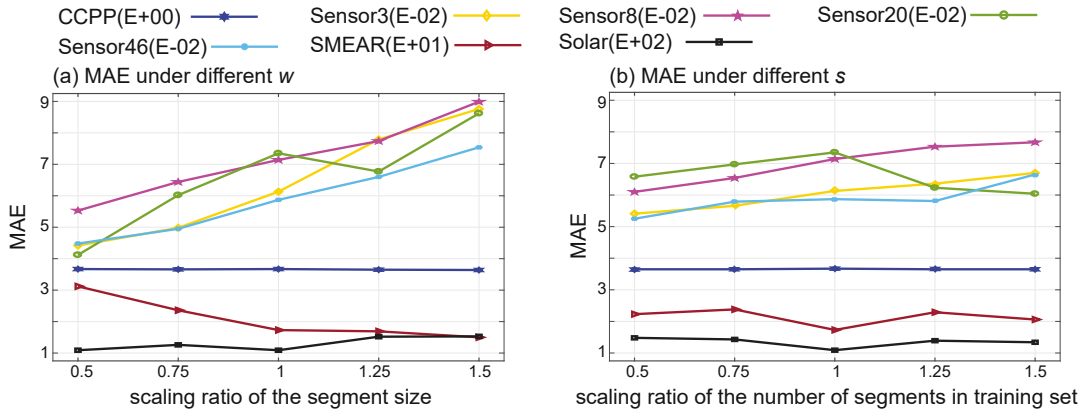 CCPP(E+00) Sensor3(E-02) Sensor8(E-02) Sensor20(E-02)
Sensor46(E-02) SMEAR(E+01) Solar(E+02)
(a) MAE under different w
9
7
5
3
1
MAE
0.5 0.75 1 1.25 1.5
scaling ratio of the segment size
(b) MAE under different s
9
7
5
3
1
MAE
0.5 0.75 1 1.25 1.5
scaling ratio of the number of segments in training set